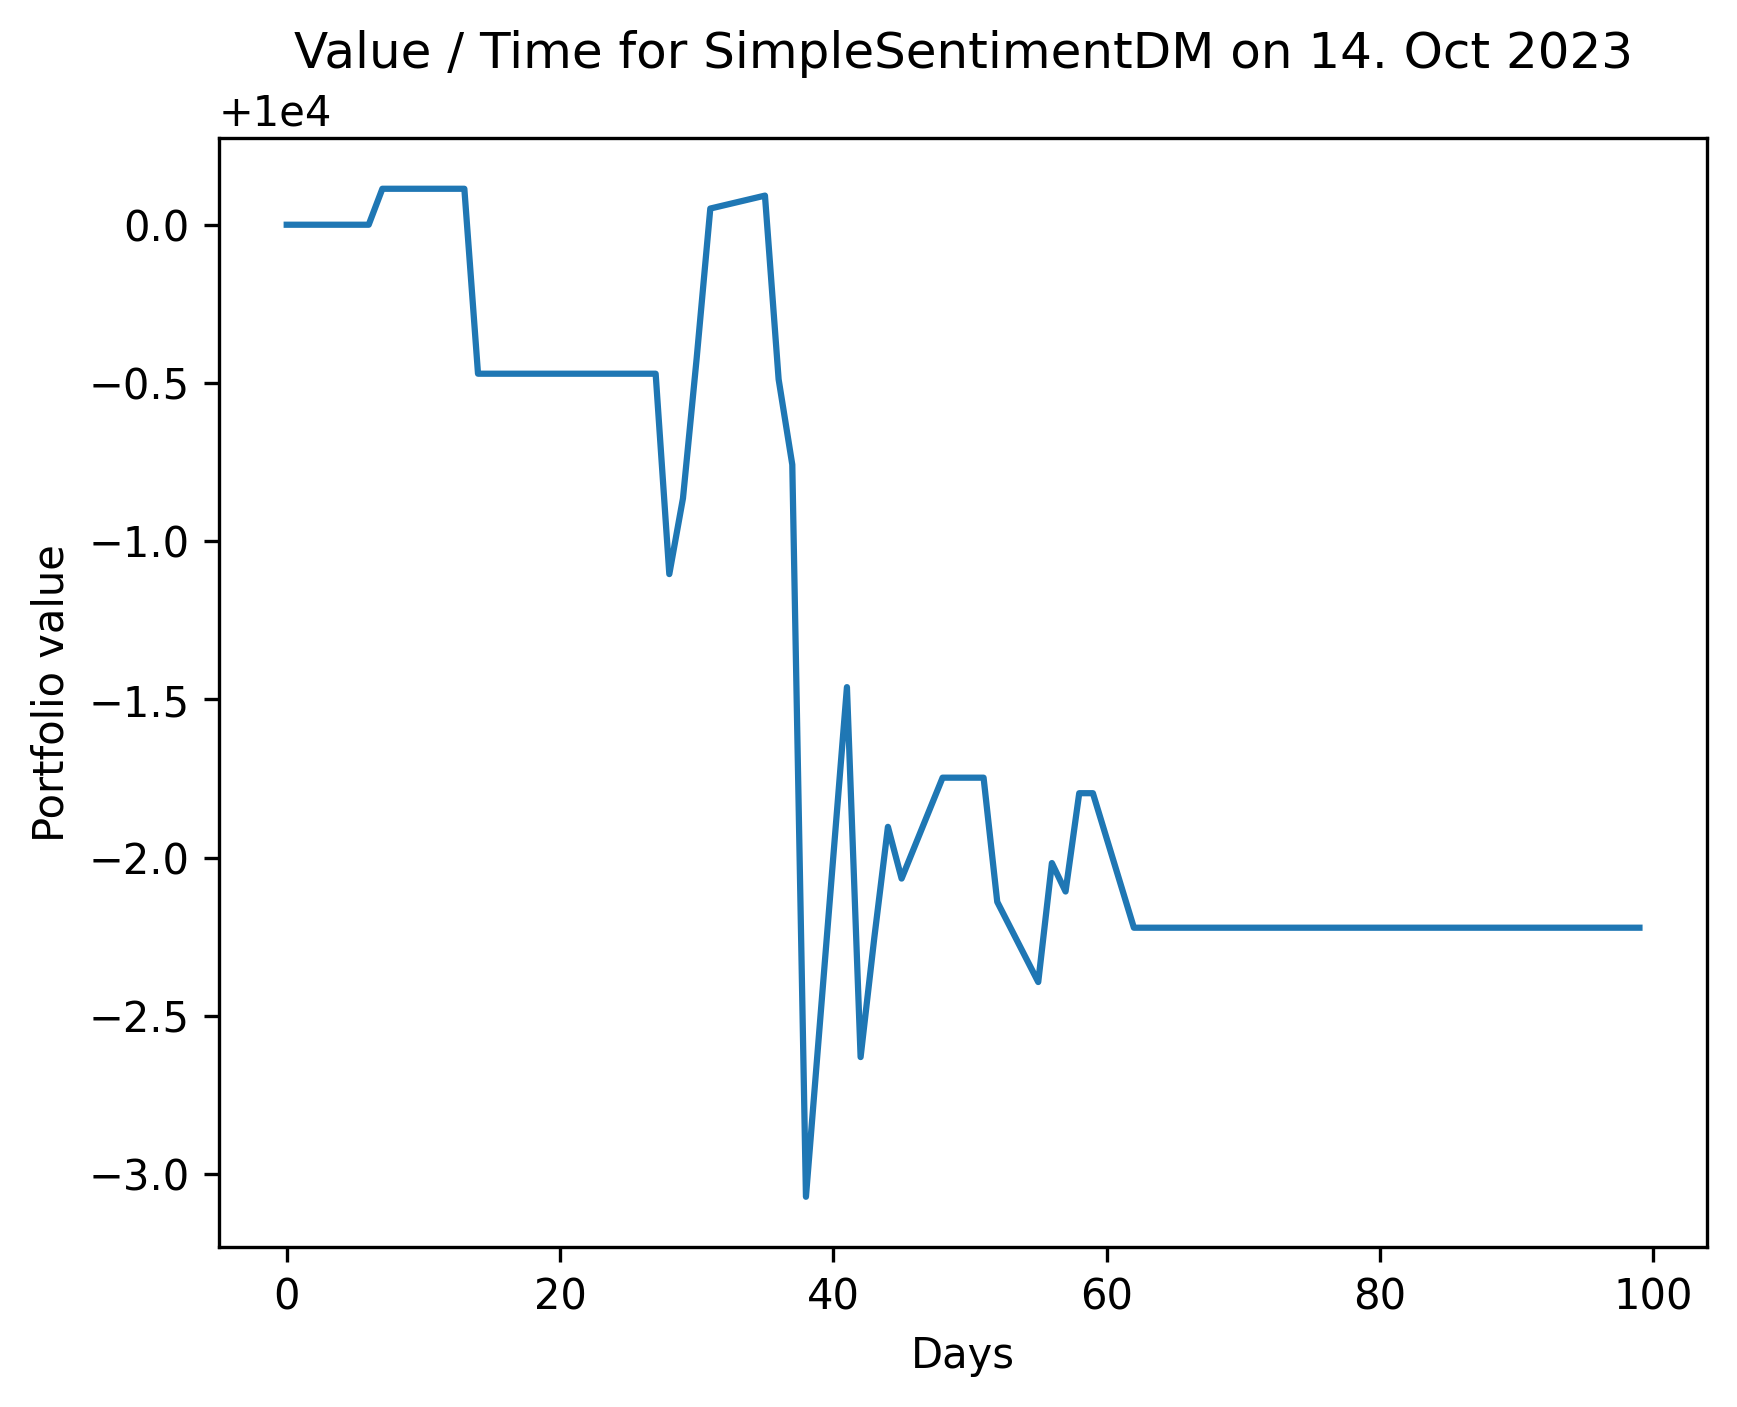 Value / Time for SimpleSentimentDM on 14. Oct 2023
+1e4
0.0
−0.5
−1.0
−1.5
−2.0
−2.5
−3.0
Portfolio value
0 20 40 60 80 100
Days